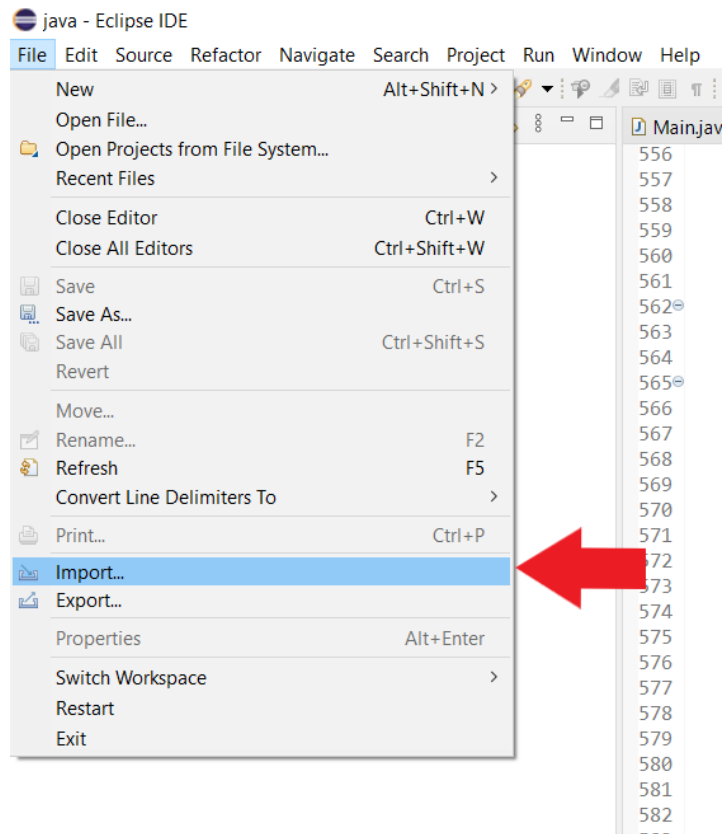 java - Eclipse IDE
File Edit Source Refactor Navigate Search Project Run Window Help
New Alt+Shift+N >
Open File...
Open Projects from File System...
Recent Files >
Close Editor Ctrl+W
Close All Editors Ctrl+Shift+W
Save Ctrl+S
Save As...
Save All Ctrl+Shift+S
Revert
Move...
Rename... F2
Refresh F5
Convert Line Delimiters To >
Print... Ctrl+P
Import...
Export...
Properties Alt+Enter
Switch Workspace >
Restart
Exit
Main.jav
556
557
558
559
560
561
562
563
564
565
566
567
568
569
570
571
72
573
574
575
576
577
578
579
580
581
582